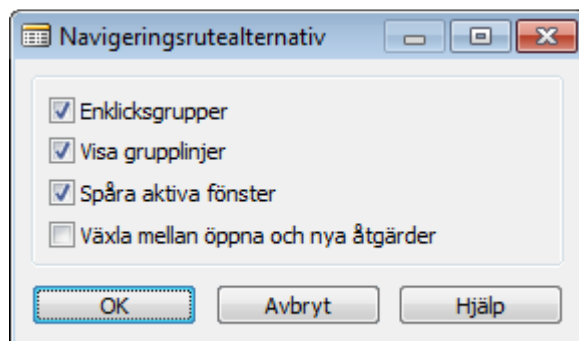 Navigeringsrutealternativ
Enklicksgrupper
Visa grupplinjer
Spåra aktiva fönster
Växla mellan öppna och nya åtgärder
OK Avbryt Hjälp